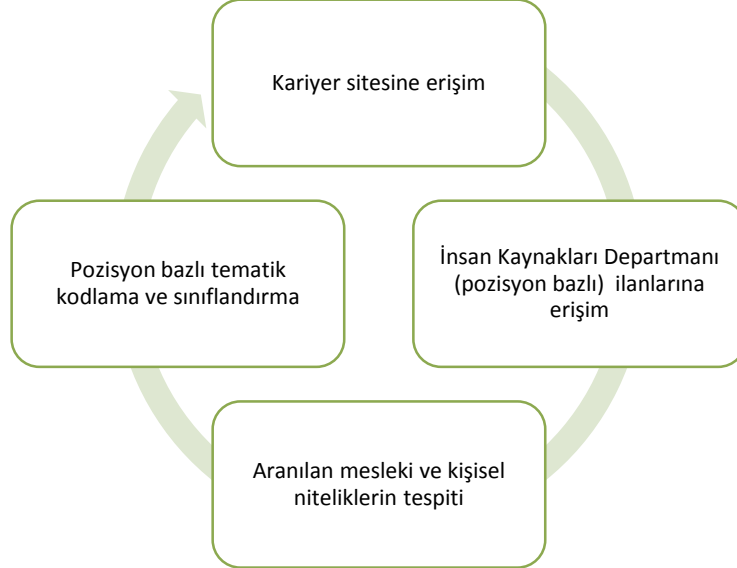 Kariyer sitesine erişim
İnsan Kaynakları Departmanı
(pozisyon bazlı) ilanlarına
erişim
Aranılan mesleki ve kişisel
niteliklerin tespiti
Pozisyon bazlı tematik
kodlama ve sınıflandırma